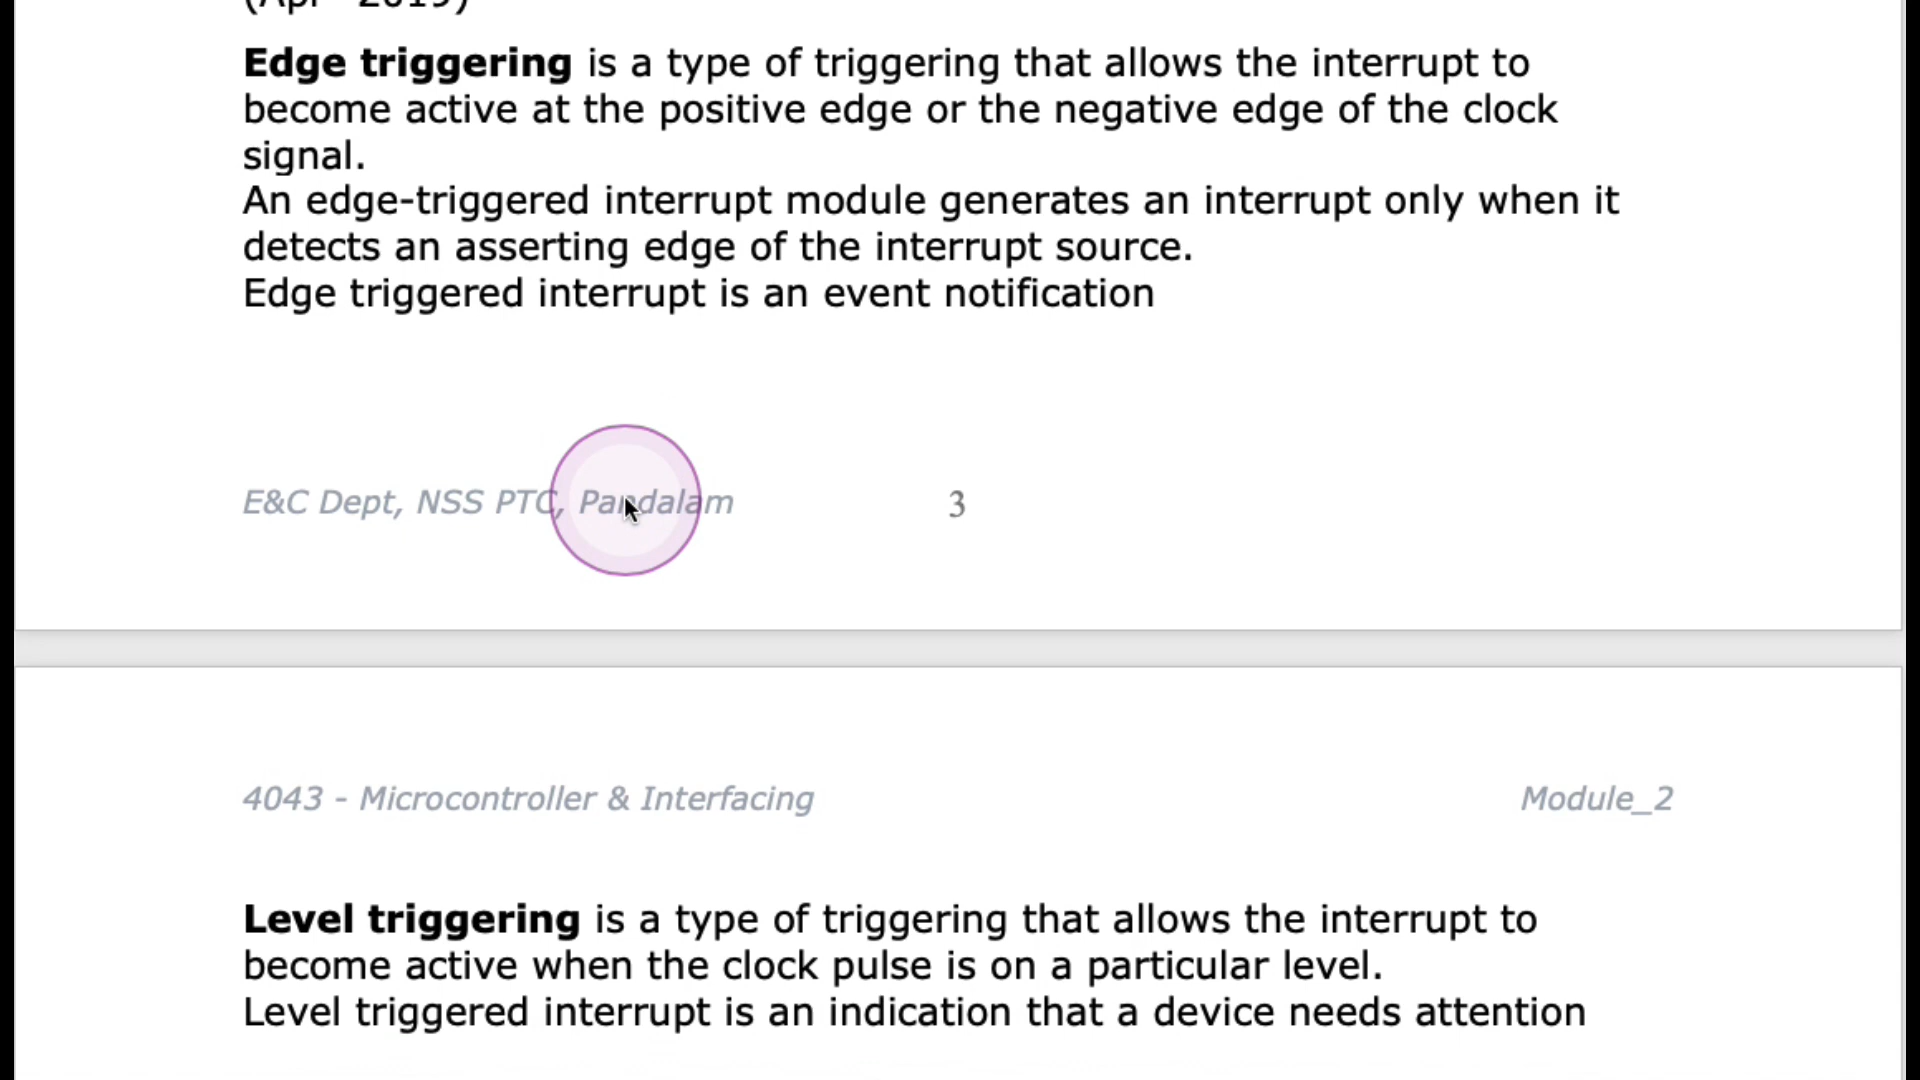 (Apr 2019)
Edge triggering is a type of triggering that allows the interrupt to
become active at the positive edge or the negative edge of the clock
signal.
An edge-triggered interrupt module generates an interrupt only when it
detects an asserting edge of the interrupt source.
Edge triggered interrupt is an event notification
E&C Dept, NSS PTC, Pandalam 3
4043 - Microcontroller & Interfacing Module_2
Level triggering is a type of triggering that allows the interrupt to
become active when the clock pulse is on a particular level.
Level triggered interrupt is an indication that a device needs attention